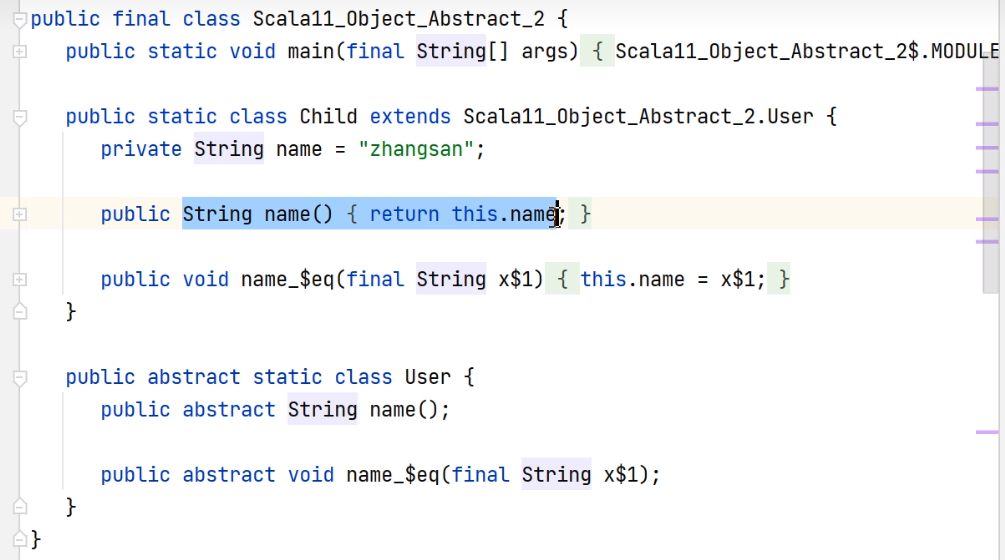 public final class Scala11_Object_Abstract_2 {
public static void main(final String[] args) { Scala11_Object_Abstract_2$.MODULE
public static class Child extends Scala11_Object_Abstract_2.User {
private String name = "zhangsan";
public String name() { return this.name; }
public void name_$eq(final String x$1) { this.name = x$1; }
}
public abstract static class User {
public abstract String name();
public abstract void name_$eq(final String x$1);
}
}